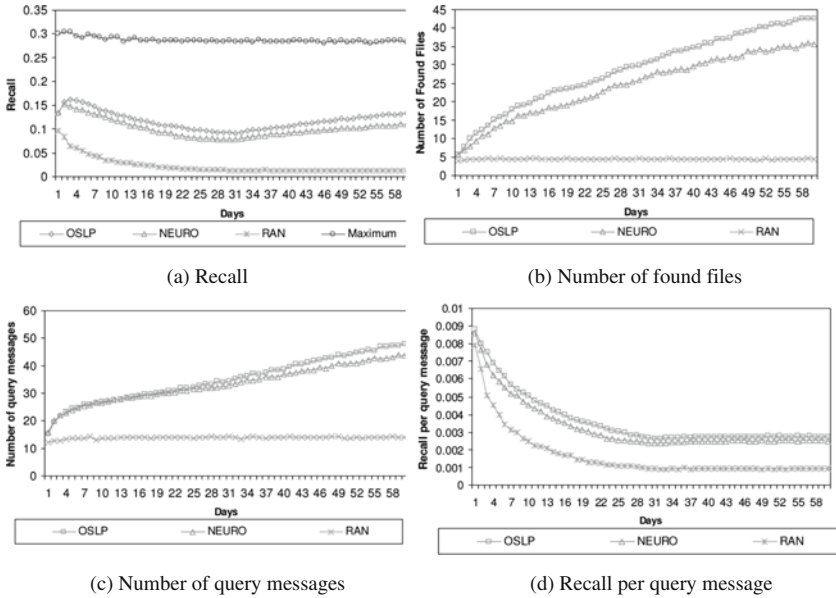 0.35
0.3
0.25
0.2
0.15
0.1
0.05
0
Recall
1 4 7 10 13 16 19 22 25 28 31 34 37 40 43 46 49 52 55 58
Days
OSLP NEURO RAN Maximum
(a) Recall
45
40
35
30
25
20
15
10
5
0
Number of Found Files
1 4 7 10 13 16 19 22 25 28 31 34 37 40 43 46 49 52 55 58
Days
OSLP NEURO RAN
(b) Number of found files
60
50
40
30
20
10
0
Number of query messages
1 4 7 10 13 16 19 22 25 28 31 34 37 40 43 46 49 52 55 58
Days
OSLP NEURO RAN
(c) Number of query messages
0.01
0.009
0.008
0.007
0.006
0.005
0.004
0.003
0.002
0.001
0
Recall per query message
1 4 7 10 13 16 19 22 25 28 31 34 37 40 43 46 49 52 55 58
Days
OSLP NEURO RAN
(d) Recall per query message